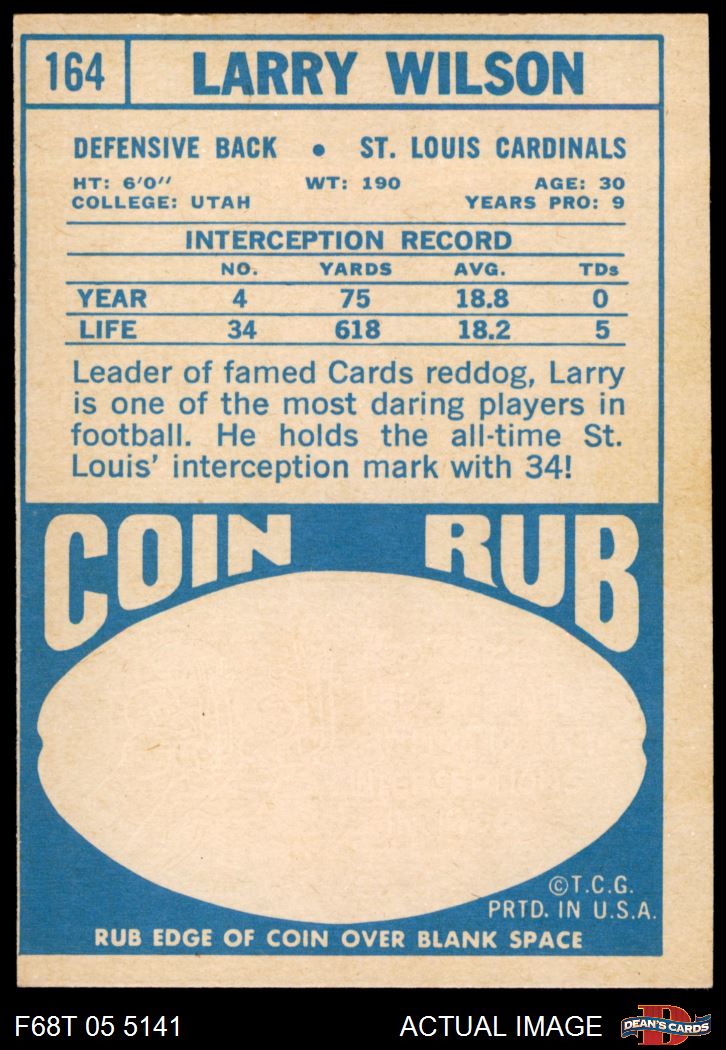 164 LARRY WILSON
DEFENSIVE BACK • ST. LOUIS CARDINALS
HT: 6'0" WT: 190 AGE: 30
COLLEGE: UTAH YEARS PRO: 9
INTERCEPTION RECORD
NO. YARDS AVG. TDs
YEAR 4 75 18.8 0
LIFE 34 618 18.2 5
Leader of famed Cards reddog, Larry
is one of the most daring players in
football. He holds the all-time St.
Louis' interception mark with 34!
COIN RUB
©T.C.G.
PRTD. IN U.S.A.
RUB EDGE OF COIN OVER BLANK SPACE
F68T 05 5141 ACTUAL IMAGE DEAN'S CARDS